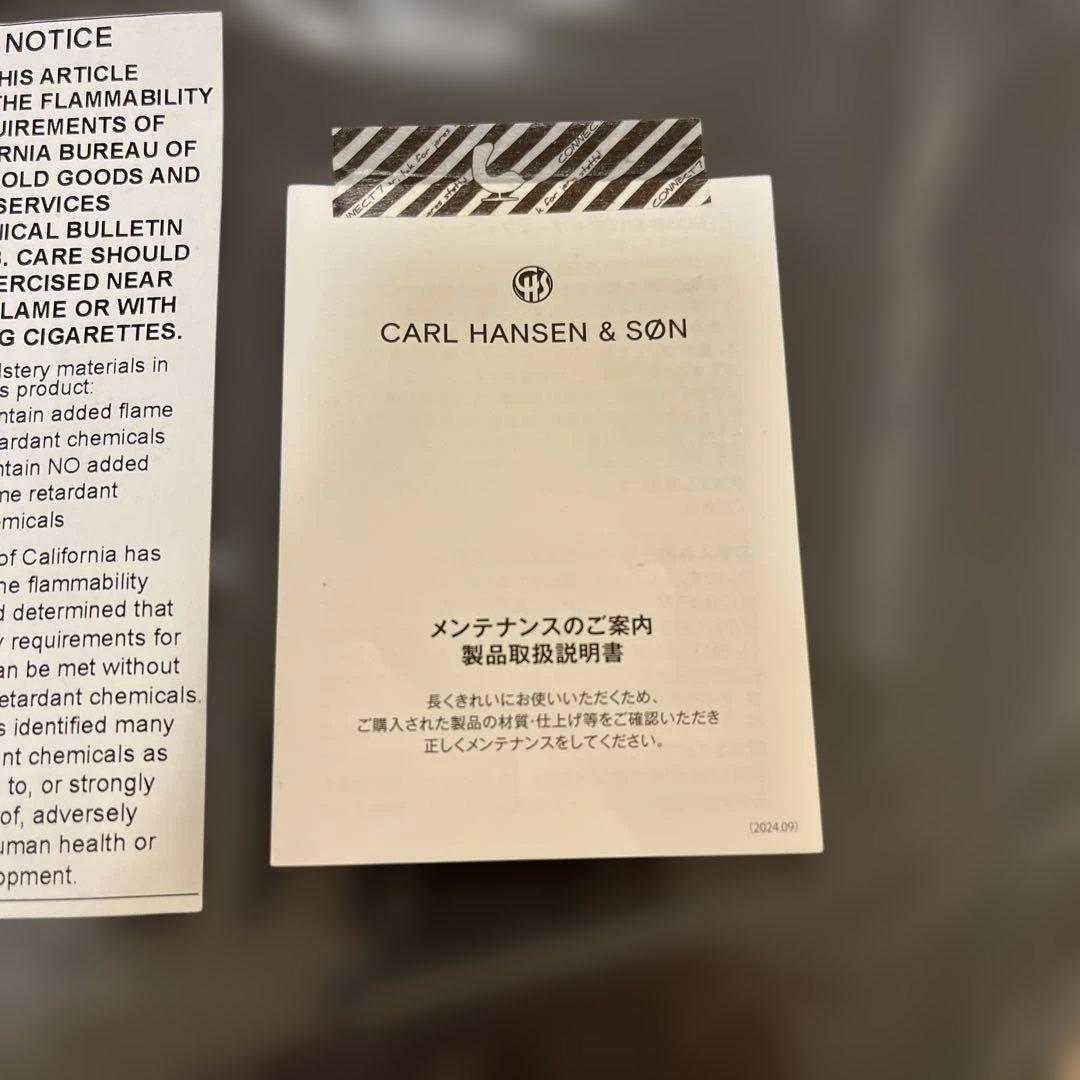 NOTICE
HIS ARTICLE
THE FLAMMABILITY
UIREMENTS OF
RNIA BUREAU OF
OLD GOODS AND
SERVICES
ICAL BULLETIN
. CARE SHOULD
ERCISED NEAR
LAME OR WITH
G CIGARETTES.
lstery materials in
s product:
ntain added flame
ardant chemicals
ntain NO added
me retardant
emicals
of California has
he flammability
d determined that
y requirements for
an be met without
etardant chemicals.
s identified many
nt chemicals as
to, or strongly
of, adversely
uman health or
opment.
CONNEC
NNECT7
k for jens
CONNECT7
CHS
CARL HANSEN & SØN
メンテナンスのご案内
製品取扱説明書
長くきれいにお使いいただくため、
ご購入された製品の材質・仕上げ等をご確認いただき
正しくメンテナンスをしてください。
(2024.09)